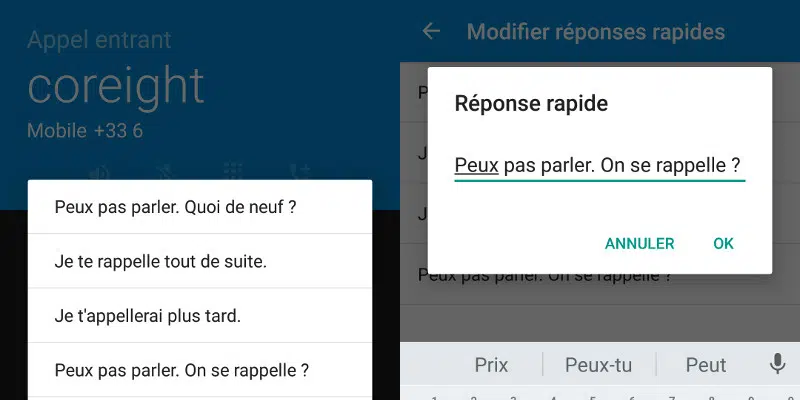 Appel entrant
coreight
Mobile +33 6
Peux pas parler. Quoi de neuf ?
Je te rappelle tout de suite.
Je t'appellerai plus tard.
Peux pas parler. On se rappelle ?
Modifier réponses rapides
Réponse rapide
Peux pas parler. On se rappelle ?
ANNULER OK
Peux pas parler. On se rappelle ?
Prix Peux-tu Peut